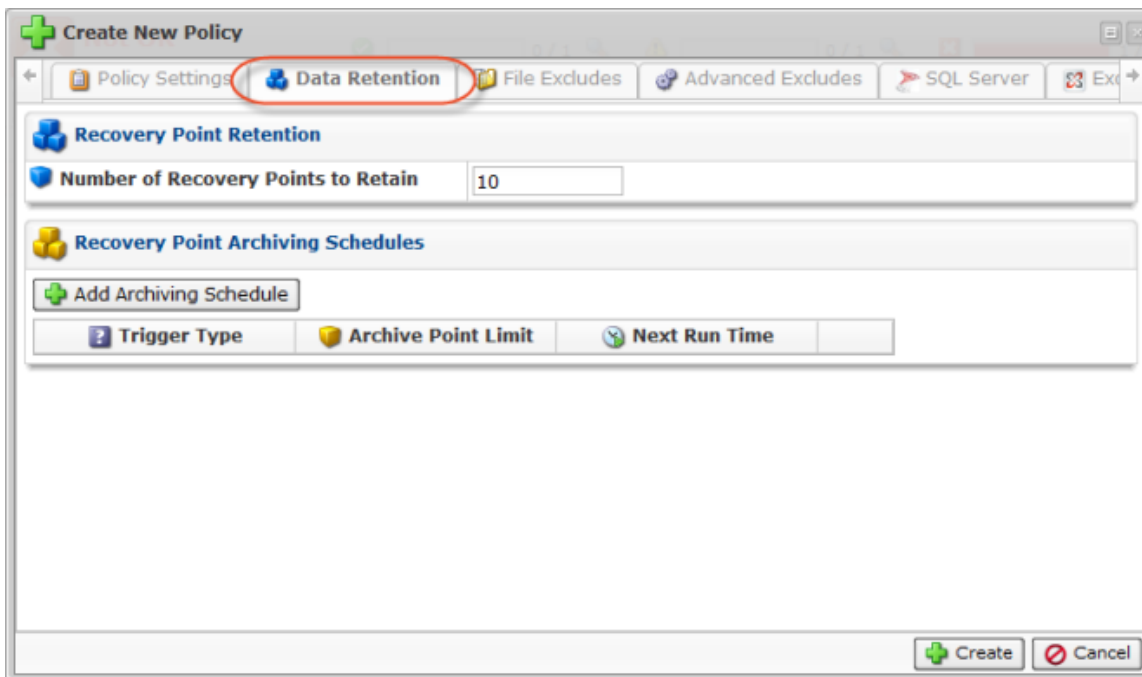 Create New Policy
Policy Settings Data Retention File Excludes Advanced Excludes SQL Server Exc
Recovery Point Retention
Number of Recovery Points to Retain 10
Recovery Point Archiving Schedules
Add Archiving Schedule
Trigger Type Archive Point Limit Next Run Time
Create Cancel